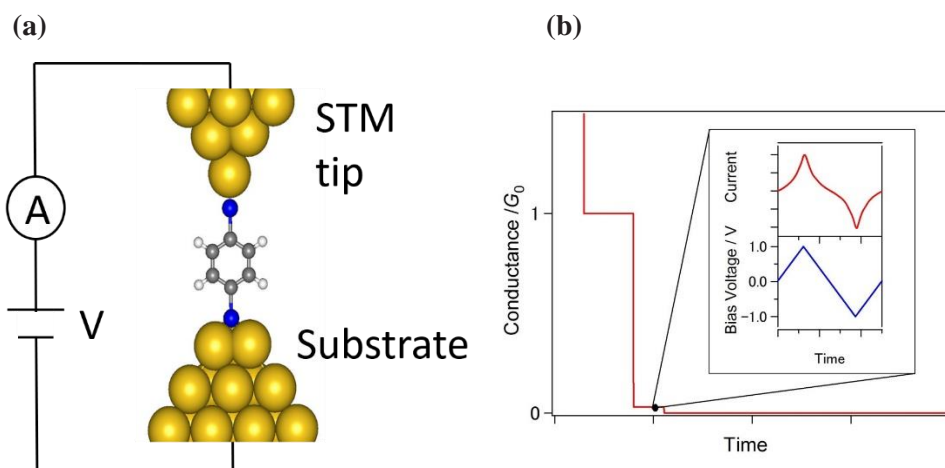 (a)
(b)
STM
tip
A
V
Substrate
Conductance /G0
1
0
Time
Current
Bias Voltage / V
1.0
0.0
−1.0
Time